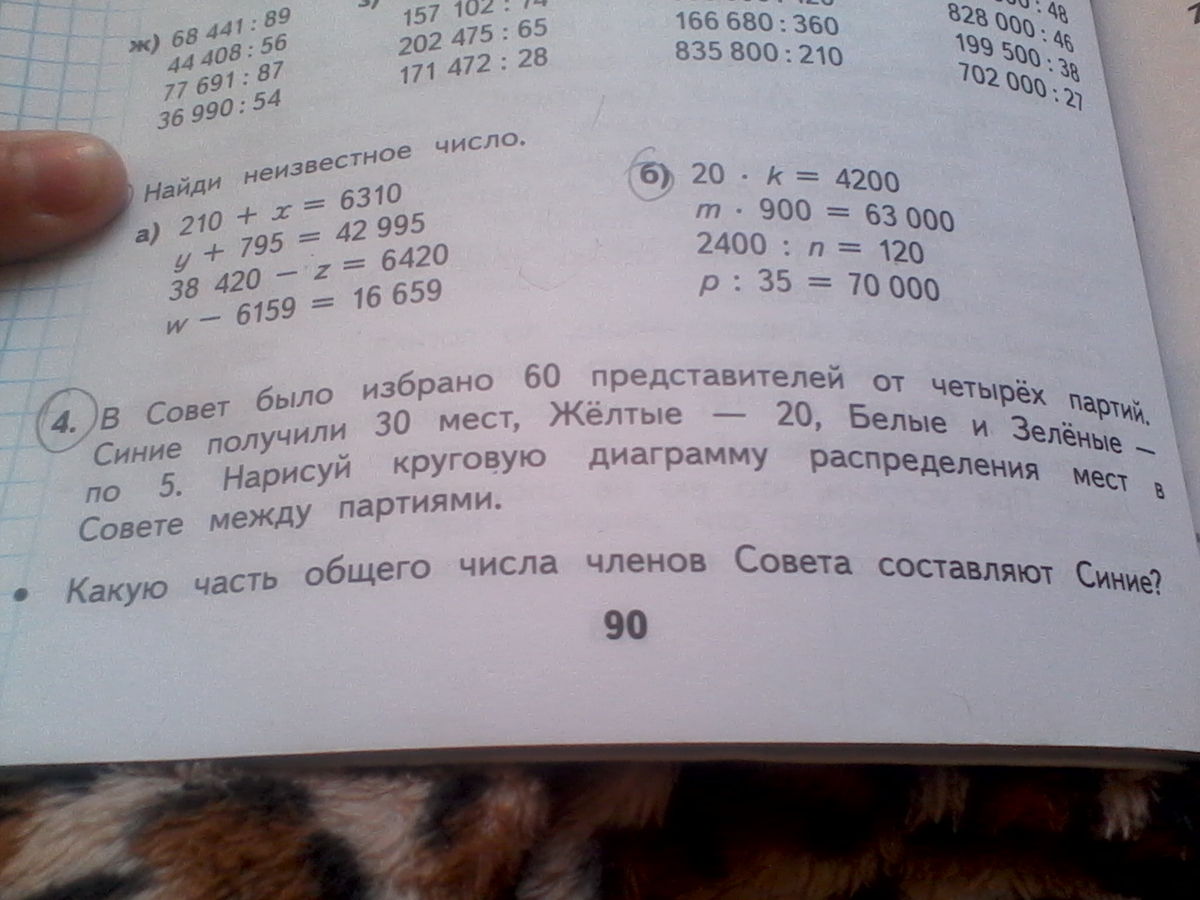 ж) 68 441 : 89
44 408 : 56
77 691 : 87
36 990 : 54
157 102 : 74
202 475 : 65
171 472 : 28
166 680 : 360
835 800 : 210
: 48
828 000 : 46
199 500 : 38
702 000 : 27
Найди неизвестное число.
а) 210 + x = 6310
y + 795 = 42 995
38 420 − z = 6420
w − 6159 = 16 659
б) 20 · k = 4200
m · 900 = 63 000
2400 : n = 120
p : 35 = 70 000
4. В Совет было избрано 60 представителей от четырёх партий.
Синие получили 30 мест, Жёлтые — 20, Белые и Зелёные —
по 5. Нарисуй круговую диаграмму распределения мест в
Совете между партиями.
• Какую часть общего числа членов Совета составляют Синие?
90